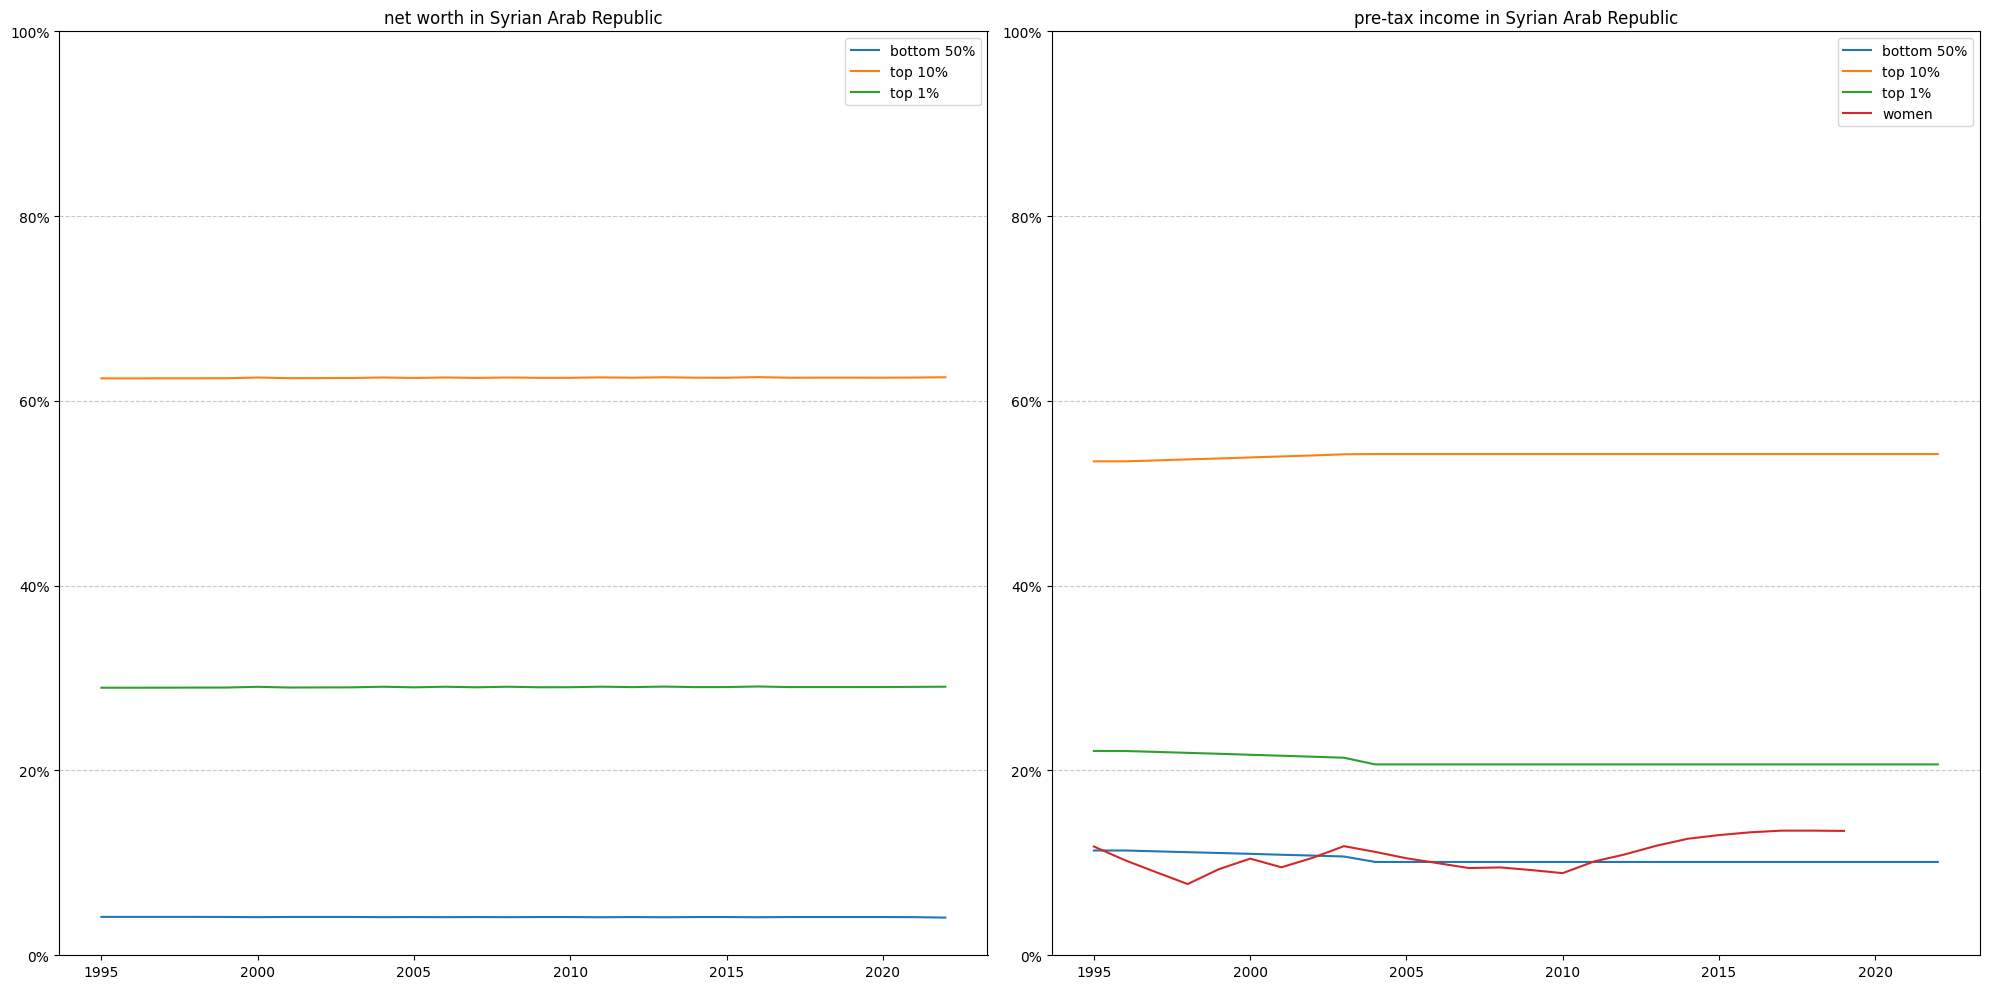 net worth in Syrian Arab Republic
100%
80%
60%
40%
20%
0%
1995 2000 2005 2010 2015 2020
bottom 50%
top 10%
top 1%
pre-tax income in Syrian Arab Republic
100%
80%
60%
40%
20%
0%
1995 2000 2005 2010 2015 2020
bottom 50%
top 10%
top 1%
women